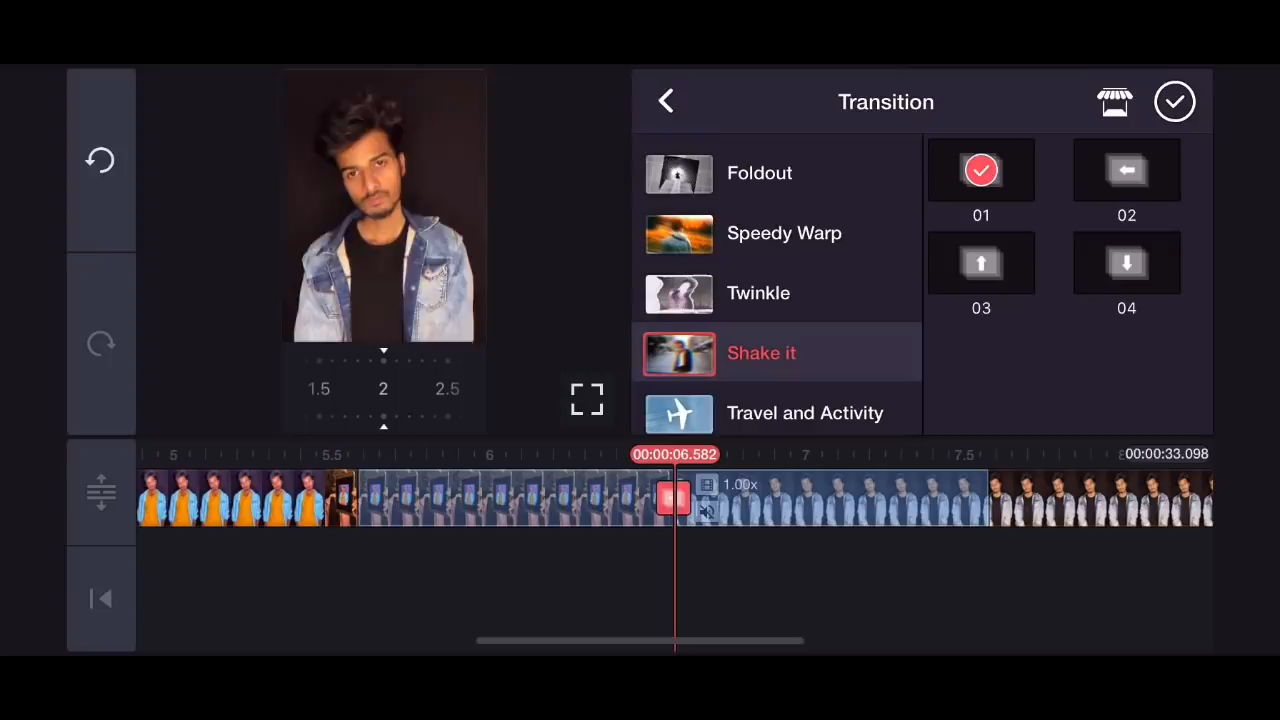 Transition
Foldout
Speedy Warp
Twinkle
Shake it
Travel and Activity
01
02
03
04
1.5 2 2.5
5 5.5 6 00:00:06.582 7 7.5 00:00:33.098
1.00x